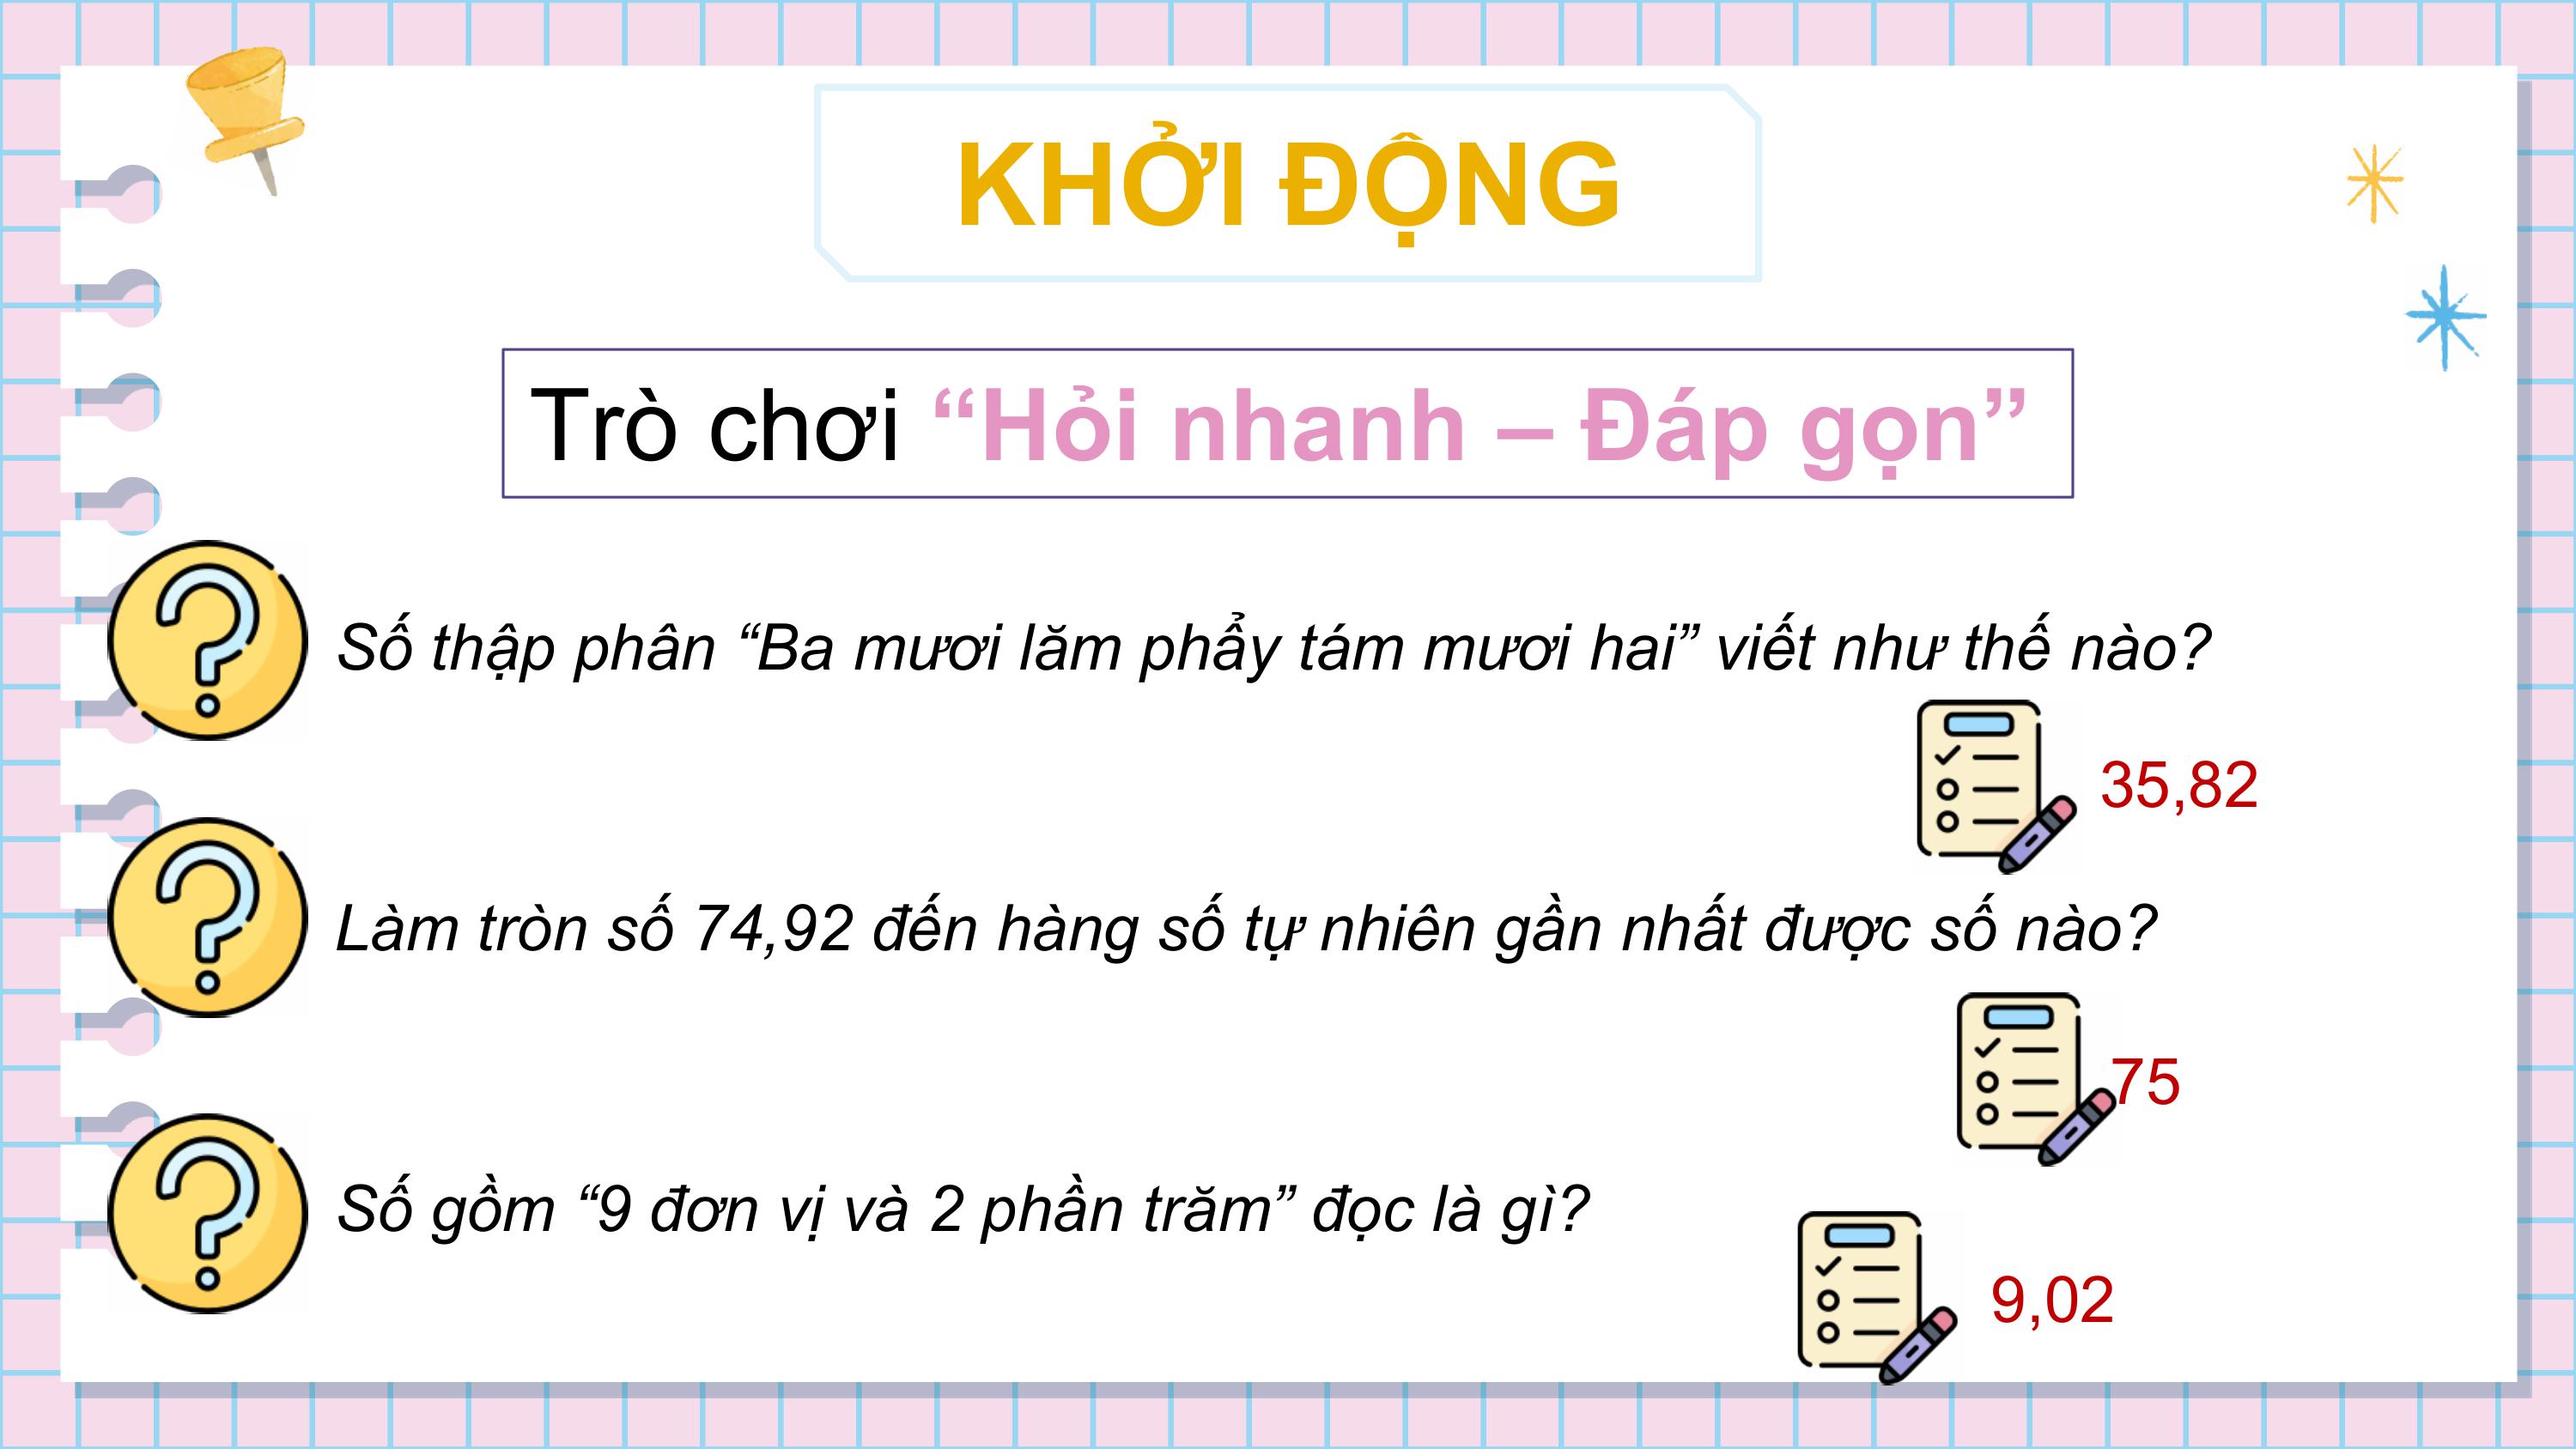 KHỞI ĐỘNG
Trò chơi “Hỏi nhanh – Đáp gọn”
Số thập phân “Ba mươi lăm phẩy tám mươi hai” viết như thế nào?
35,82
Làm tròn số 74,92 đến hàng số tự nhiên gần nhất được số nào?
75
Số gồm “9 đơn vị và 2 phần trăm” đọc là gì?
9,02